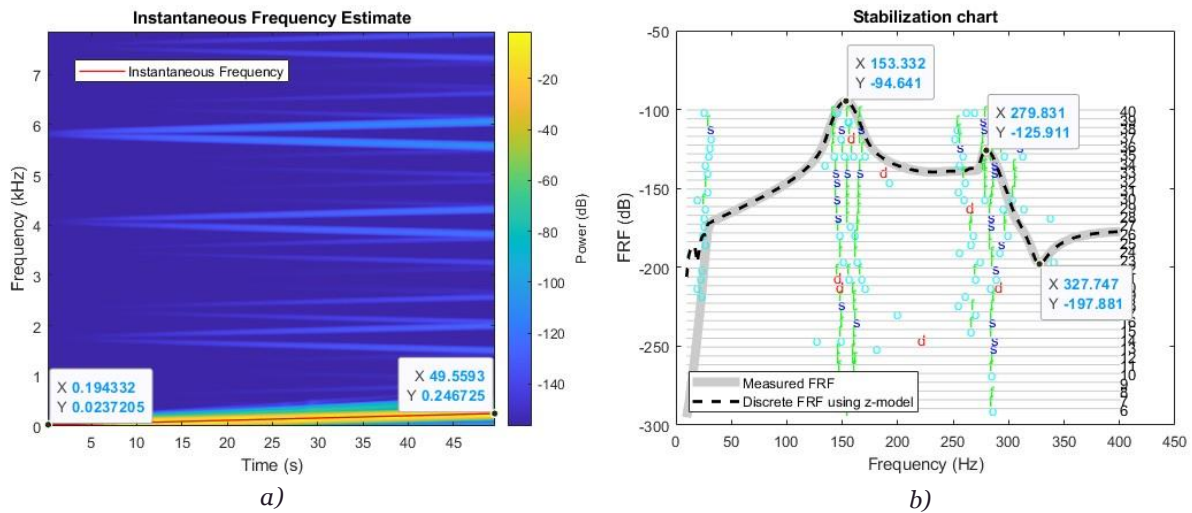 Instantaneous Frequency Estimate
Instantaneous Frequency
Frequency (kHz)
7
6
5
4
3
2
1
0
X 0.194332
Y 0.0237205
X 49.5593
Y 0.246725
5 10 15 20 25 30 35 40 45
Time (s)
-20
-40
-60
-80
-100
-120
-140
Power (dB)
a)
Stabilization chart
FRF (dB)
-50
-100
-150
-200
-250
-300
X 153.332
Y -94.641
X 279.831
Y -125.911
X 327.747
Y -197.881
Measured FRF
Discrete FRF using z-model
0 50 100 150 200 250 300 350 400 450
Frequency (Hz)
b)